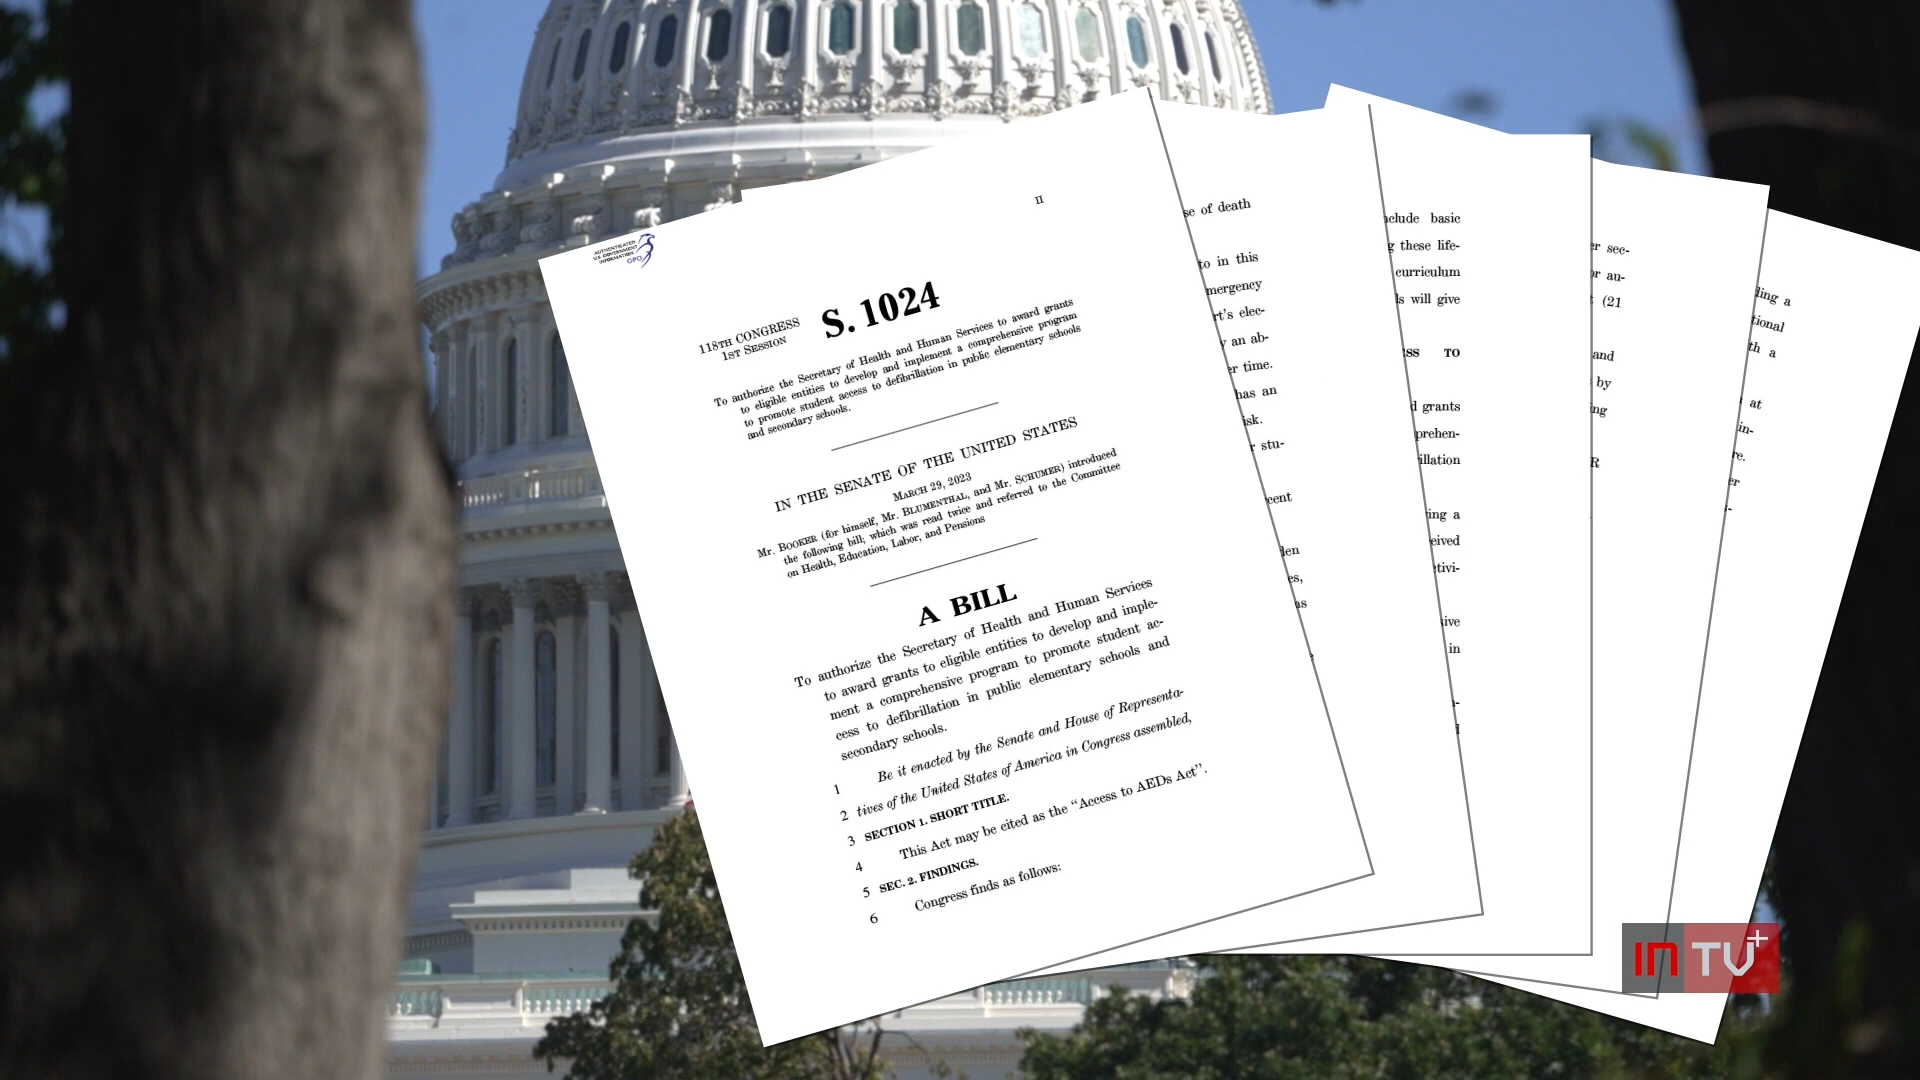 AUTHENTICATED
U.S. GOVERNMENT
INFORMATION
GPO
II
118TH CONGRESS
1ST SESSION
S. 1024
To authorize the Secretary of Health and Human Services to award grants
to eligible entities to develop and implement a comprehensive program
to promote student access to defibrillation in public elementary schools
and secondary schools.
IN THE SENATE OF THE UNITED STATES
MARCH 29, 2023
Mr. BOOKER (for himself, Mr. BLUMENTHAL, and Mr. SCHUMER) introduced
the following bill; which was read twice and referred to the Committee
on Health, Education, Labor, and Pensions
A BILL
To authorize the Secretary of Health and Human Services
to award grants to eligible entities to develop and imple-
ment a comprehensive program to promote student ac-
cess to defibrillation in public elementary schools and
secondary schools.
1 Be it enacted by the Senate and House of Representa-
2 tives of the United States of America in Congress assembled,
3 SECTION 1. SHORT TITLE.
4 This Act may be cited as the "Access to AEDs Act".
5 SEC. 2. FINDINGS.
6 Congress finds as follows:
se of death
to in this
mergency
rt's elec-
y an ab-
er time.
has an
isk.
r stu-
cent
den
es,
as
nclude basic
g these life-
curriculum
ls will give
SS TO
d grants
prehen-
illation
ing a
eived
tivi-
sive
in
er sec-
or au-
(21
and
by
ing
R
ding a
tional
th a
at
in-
re.
er
IN TV+